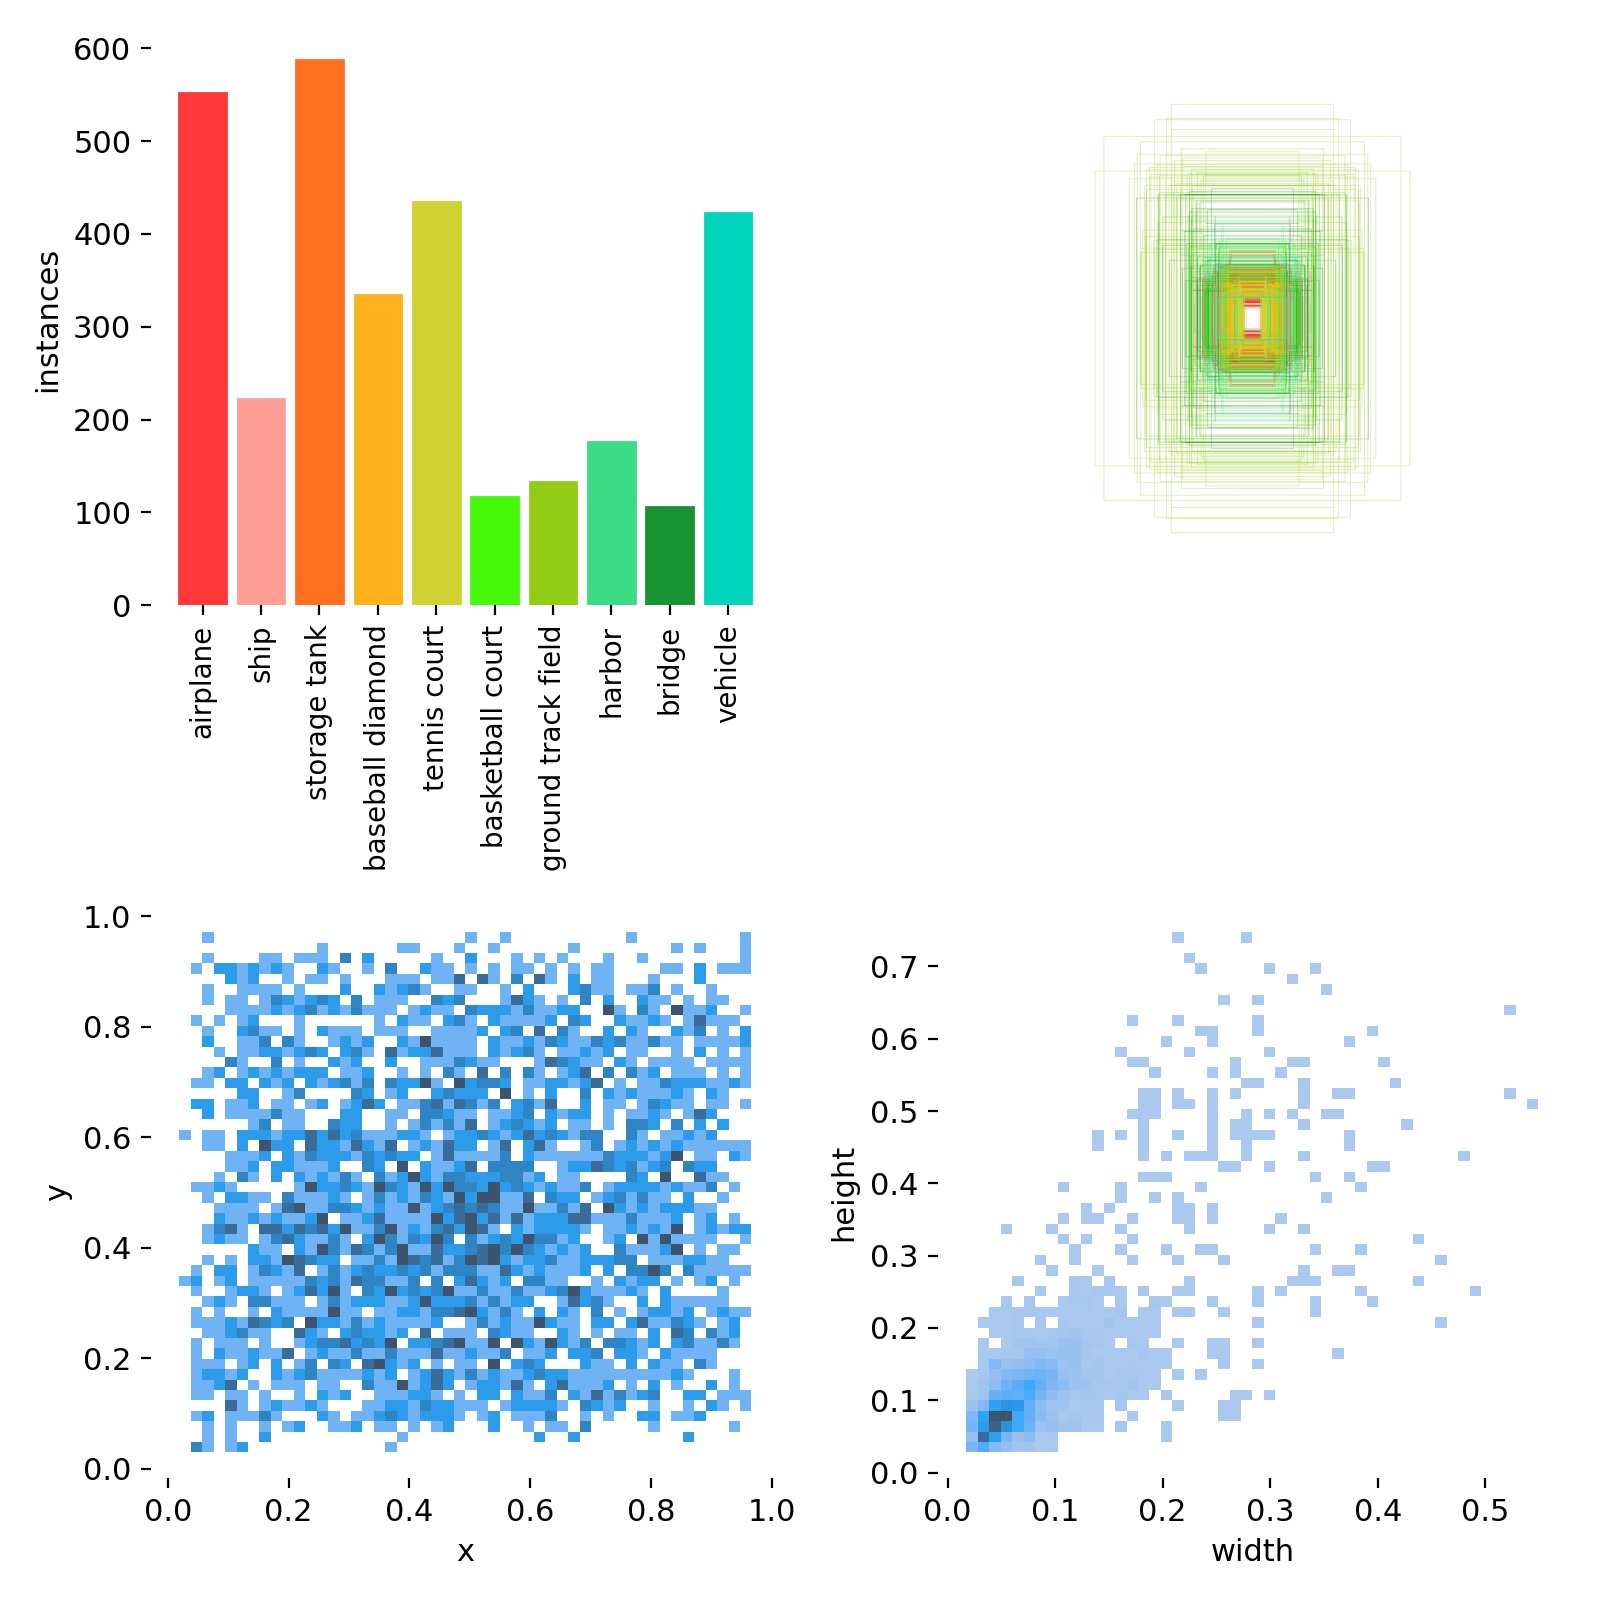 600
500
400
300
200
100
0
instances
airplane
ship
storage tank
baseball diamond
tennis court
basketball court
ground track field
harbor
bridge
vehicle
1.0
0.8
0.6
0.4
0.2
0.0
y
0.0 0.2 0.4 0.6 0.8 1.0
x
0.7
0.6
0.5
0.4
0.3
0.2
0.1
0.0
height
0.0 0.1 0.2 0.3 0.4 0.5
width